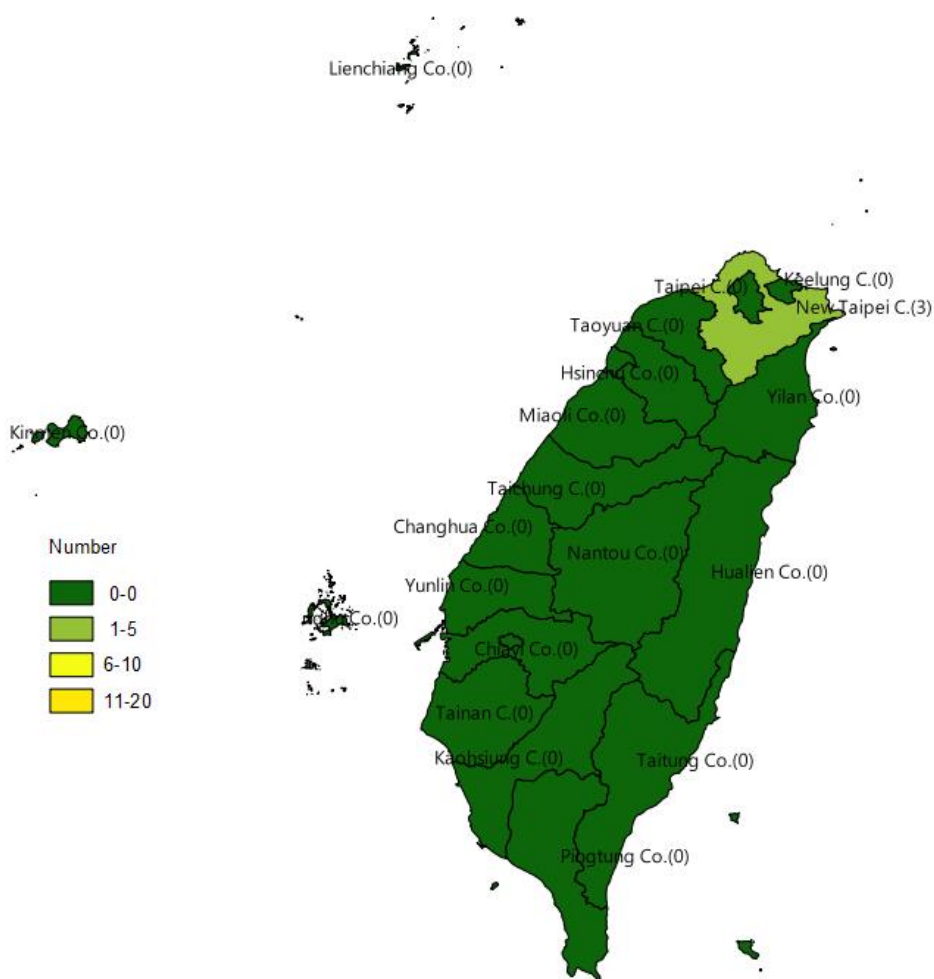 Lienchiang Co.(0)
Keelung C.(0)
Taipei C.(0)
New Taipei C.(3)
Taoyuan C.(0)
Hsinchu Co.(0)
Yilan Co.(0)
Miaoli Co.(0)
Kinmen Co.(0)
Taichung C.(0)
Changhua Co.(0)
Nantou Co.(0)
Hualien Co.(0)
Yunlin Co.(0)
Co.(0)
Chiayi C.(0)
Tainan C.(0)
Kaohsiung C.(0)
Taitung Co.(0)
Pingtung Co.(0)
Number
0-0
1-5
6-10
11-20